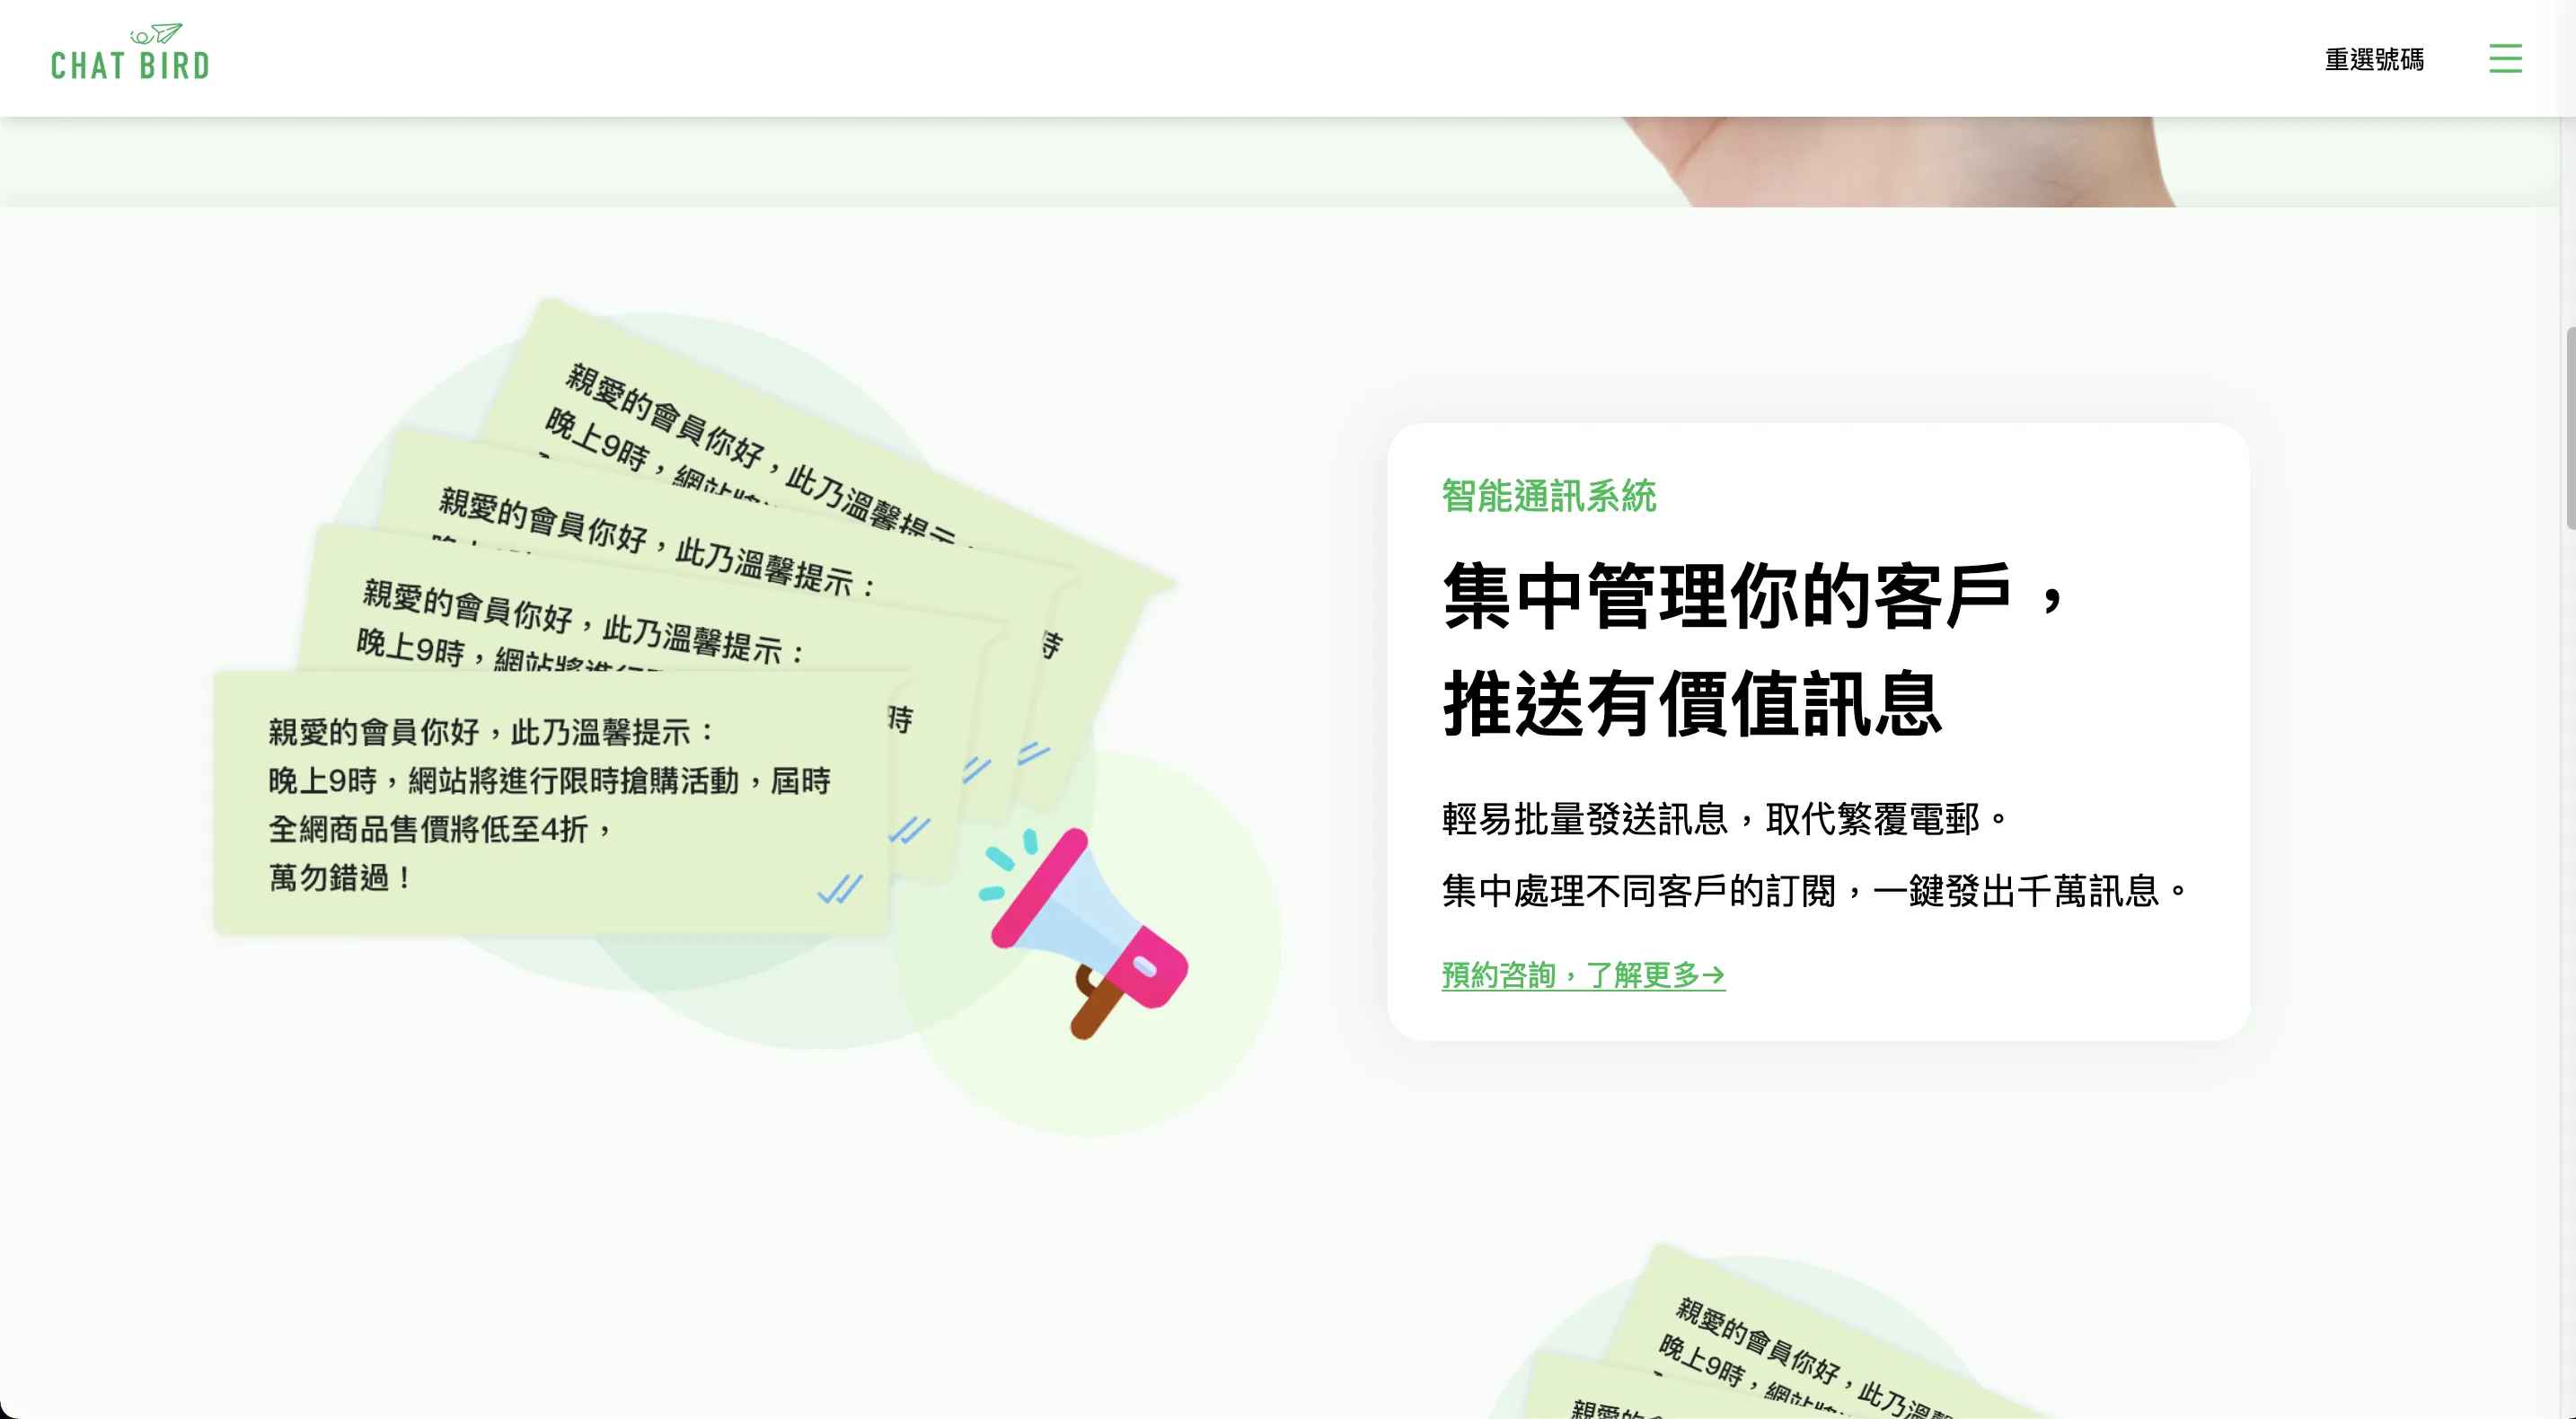 CHAT BIRD
重選號碼
親愛的會員你好，此乃溫馨提示：
晚上9時，網站將
親愛的會員你好，此乃溫馨提示：
晚上
親愛的會員你好，此乃溫馨提示：
晚上9時，網站將進行
時
時
親愛的會員你好，此乃溫馨提示：
晚上9時，網站將進行限時搶購活動，屆時
全網商品售價將低至4折，
萬勿錯過！
智能通訊系統
集中管理你的客戶，
推送有價值訊息
輕易批量發送訊息，取代繁覆電郵。
集中處理不同客戶的訂閱，一鍵發出千萬訊息。
預約咨詢，了解更多→
親愛的會員你好，此乃溫馨
晚上9時，網站將
親愛的會